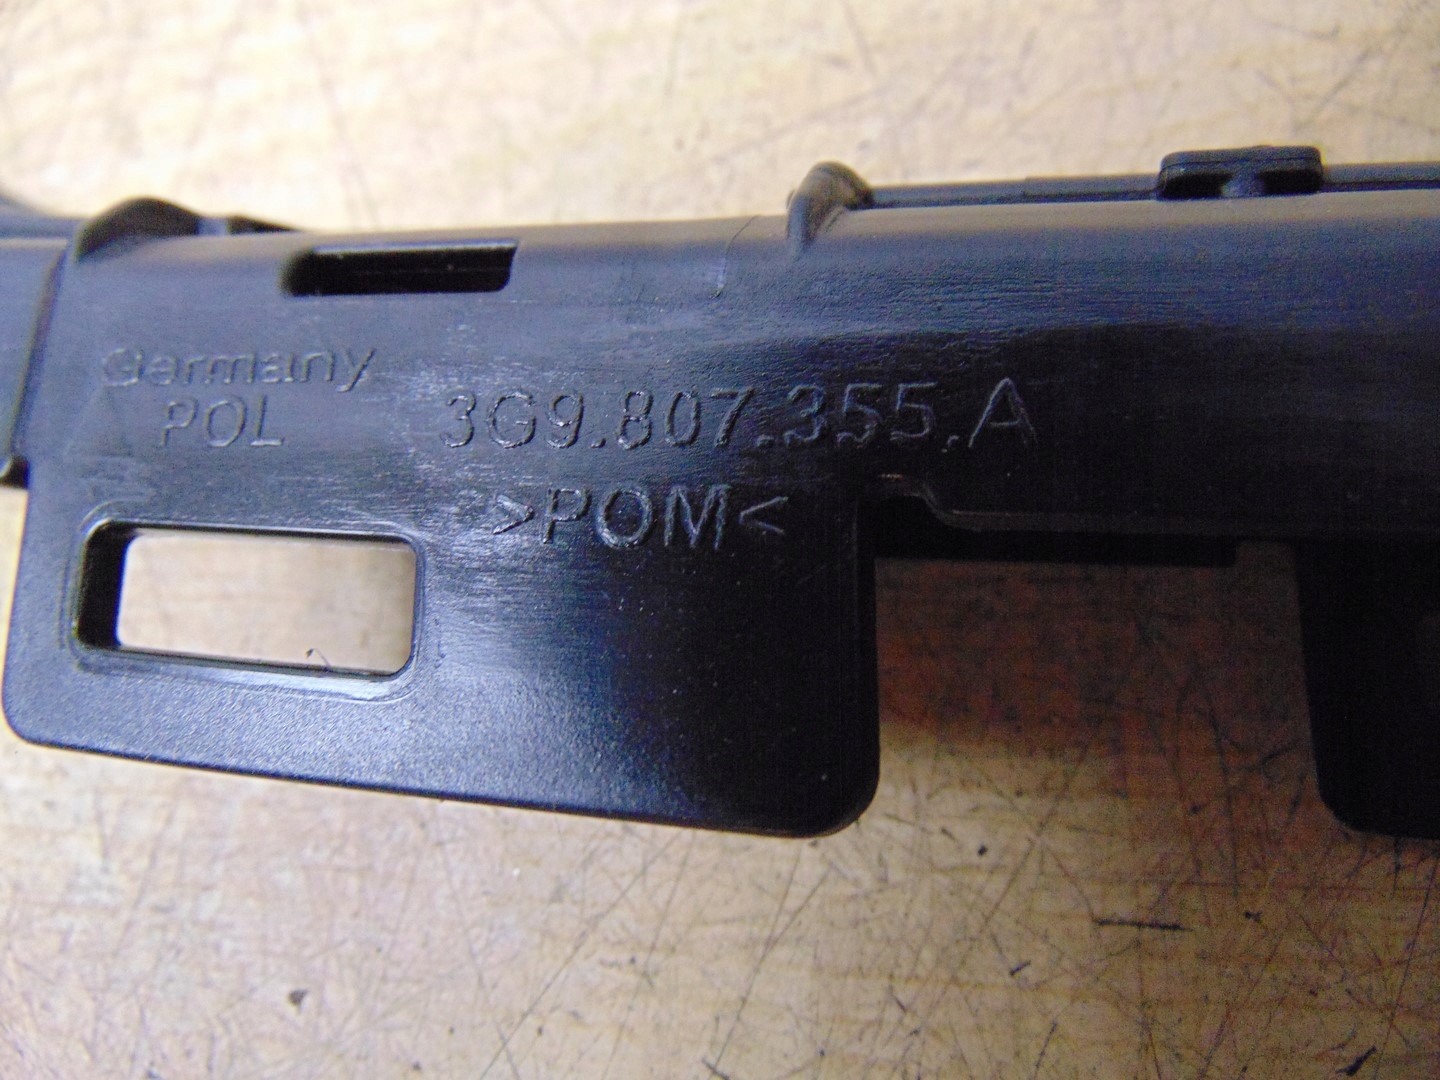 Germany
POL
3G9.807.355.A
>POM<